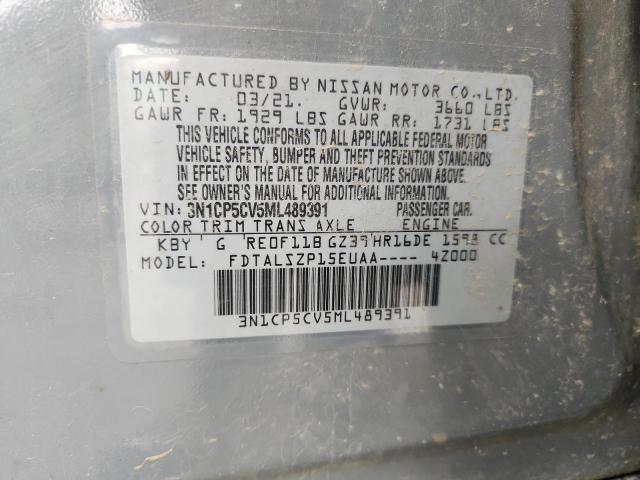 MANUFACTURED BY NISSAN MOTOR CO.,LTD.
DATE: 03/21. GVWR: 3660 LBS
GAWR FR: 1929 LBS GAWR RR: 1731 LBS
THIS VEHICLE CONFORMS TO ALL APPLICABLE FEDERAL MOTOR
VEHICLE SAFETY, BUMPER AND THEFT PREVENTION STANDARDS
IN EFFECT ON THE DATE OF MANUFACTURE SHOWN ABOVE.
SEE OWNER'S MANUAL FOR ADDITIONAL INFORMATION.
VIN: 3N1CP5CV5ML489391 PASSENGER CAR.
COLOR TRIM TRANS AXLE ENGINE
KBY G RE0F11B GZ39 HR16DE 1598 CC
MODEL: FDTALSZP15EUAA---- 4Z000
3N1CP5CV5ML489391